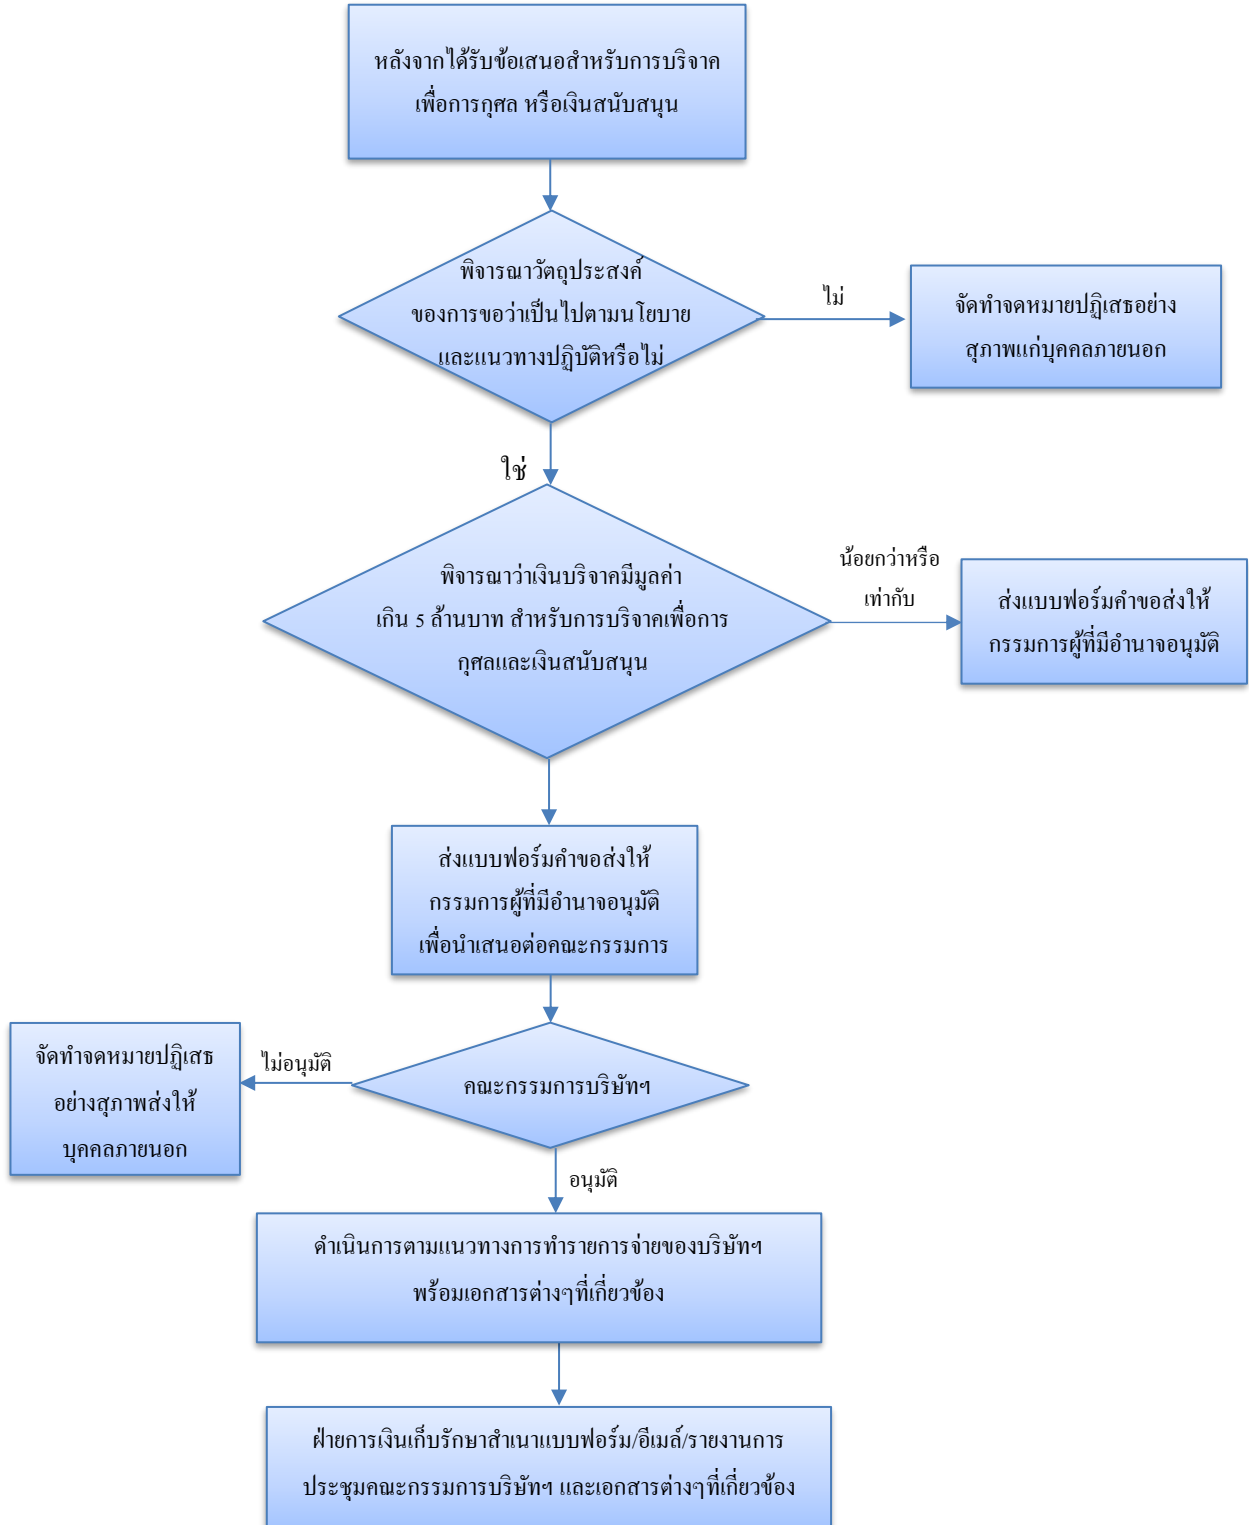 หลังจากได้รับข้อเสนอสำหรับการบริจาค
เพื่อการกุศล หรือเงินสนับสนุน
พิจารณาวัตถุประสงค์
ของการขอว่าเป็นไปตามนโยบาย
และแนวทางปฏิบัติหรือไม่
ไม่
จัดทำจดหมายปฏิเสธอย่าง
สุภาพแก่บุคคลภายนอก
ใช่
พิจารณาว่าเงินบริจาคมีมูลค่า
เกิน 5 ล้านบาท สำหรับการบริจาคเพื่อการ
กุศลและเงินสนับสนุน
น้อยกว่าหรือ
เท่ากับ
ส่งแบบฟอร์มคำขอส่งให้
กรรมการผู้ที่มีอำนาจอนุมัติ
ส่งแบบฟอร์มคำขอส่งให้
กรรมการผู้ที่มีอำนาจอนุมัติ
เพื่อนำเสนอต่อคณะกรรมการ
คณะกรรมการบริษัทฯ
ไม่อนุมัติ
จัดทำจดหมายปฏิเสธ
อย่างสุภาพส่งให้
บุคคลภายนอก
อนุมัติ
ดำเนินการตามแนวทางการทำรายการจ่ายของบริษัทฯ
พร้อมเอกสารต่างๆที่เกี่ยวข้อง
ฝ่ายการเงินเก็บรักษาสำเนาแบบฟอร์ม/อีเมล์/รายงานการ
ประชุมคณะกรรมการบริษัทฯ และเอกสารต่างๆที่เกี่ยวข้อง